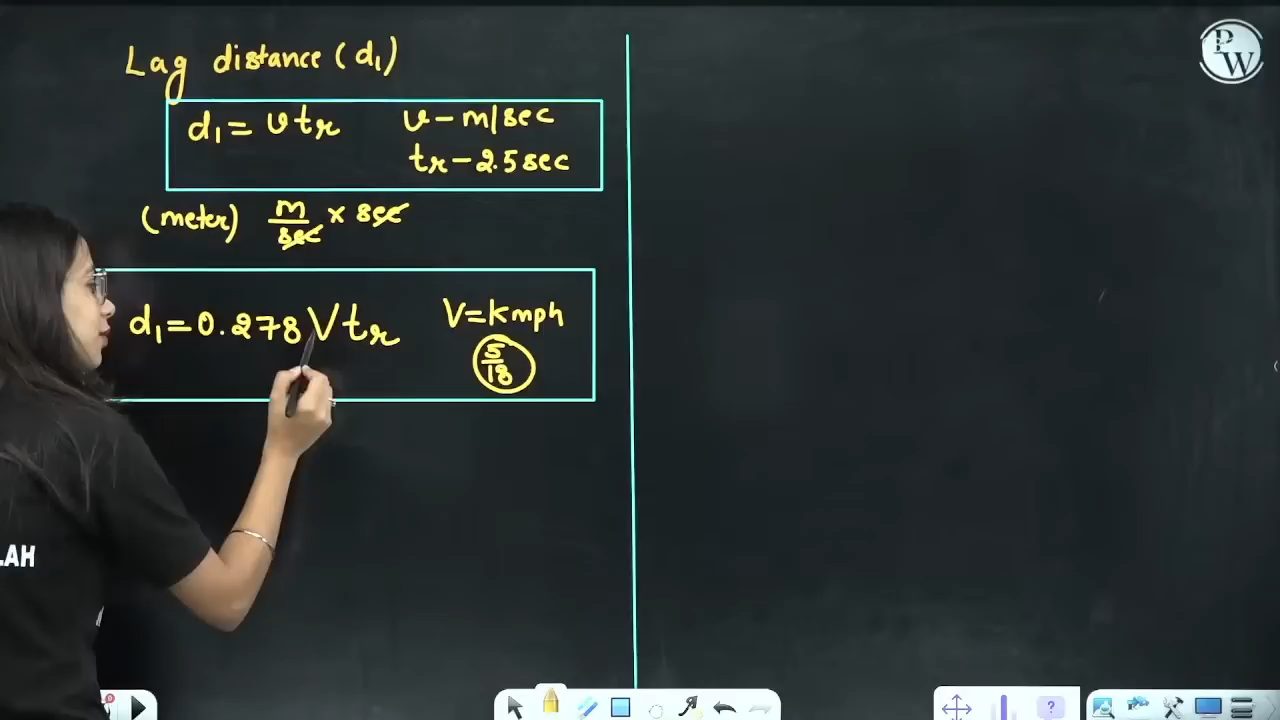 Lag distance (d₁)
d₁ = v tr v - m/sec
tr - 2.5 sec
(meter) m/sec × sec
d₁ = 0.278 V tr V = kmph
5/18
PW
LAH
?